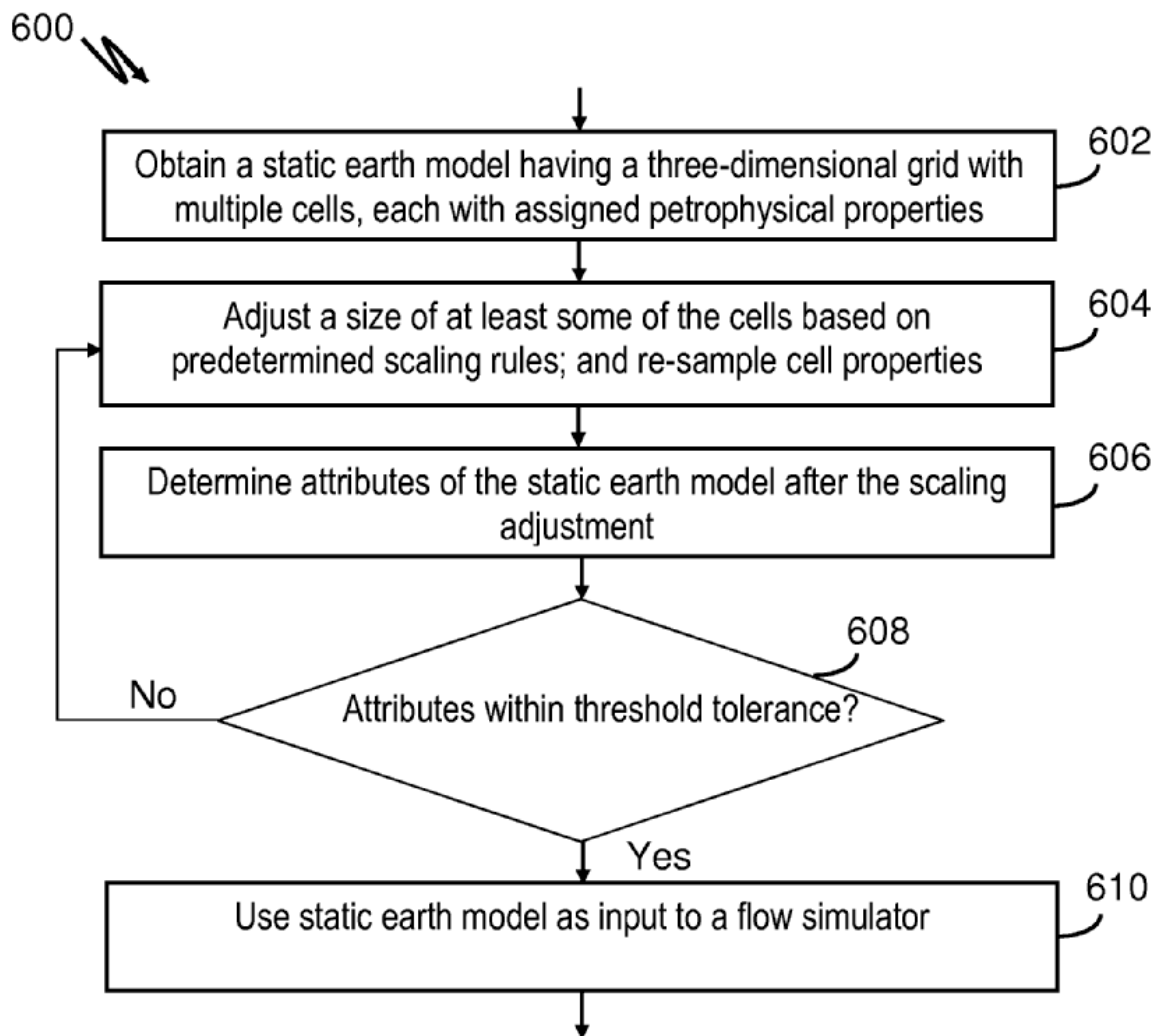 600
602
Obtain a static earth model having a three-dimensional grid with
multiple cells, each with assigned petrophysical properties
604
Adjust a size of at least some of the cells based on
predetermined scaling rules; and re-sample cell properties
606
Determine attributes of the static earth model after the scaling
adjustment
608
Attributes within threshold tolerance?
No
Yes
610
Use static earth model as input to a flow simulator